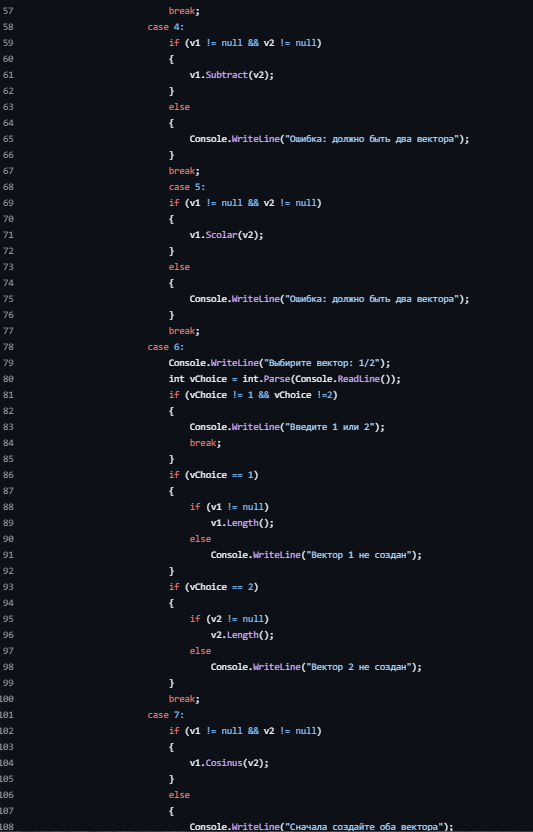 57 break;
58 case 4:
59 if (v1 != null && v2 != null)
60 {
61 v1.Subtract(v2);
62 }
63 else
64 {
65 Console.WriteLine("Ошибка: должно быть два вектора");
66 }
67 break;
68 case 5:
69 if (v1 != null && v2 != null)
70 {
71 v1.Scolar(v2);
72 }
73 else
74 {
75 Console.WriteLine("Ошибка: должно быть два вектора");
76 }
77 break;
78 case 6:
79 Console.WriteLine("Выбирите вектор: 1/2");
80 int vChoice = int.Parse(Console.ReadLine());
81 if (vChoice != 1 && vChoice !=2)
82 {
83 Console.WriteLine("Введите 1 или 2");
84 break;
85 }
86 if (vChoice == 1)
87 {
88 if (v1 != null)
89 v1.Length();
90 else
91 Console.WriteLine("Вектор 1 не создан");
92 }
93 if (vChoice == 2)
94 {
95 if (v2 != null)
96 v2.Length();
97 else
98 Console.WriteLine("Вектор 2 не создан");
99 }
100 break;
101 case 7:
102 if (v1 != null && v2 != null)
103 {
104 v1.Cosinus(v2);
105 }
106 else
107 {
108 Console.WriteLine("Сначала создайте оба вектора");